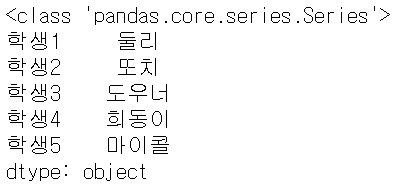 <class 'pandas.core.series.Series'>
학생1 둘리
학생2 또치
학생3 도우너
학생4 희동이
학생5 마이콜
dtype: object